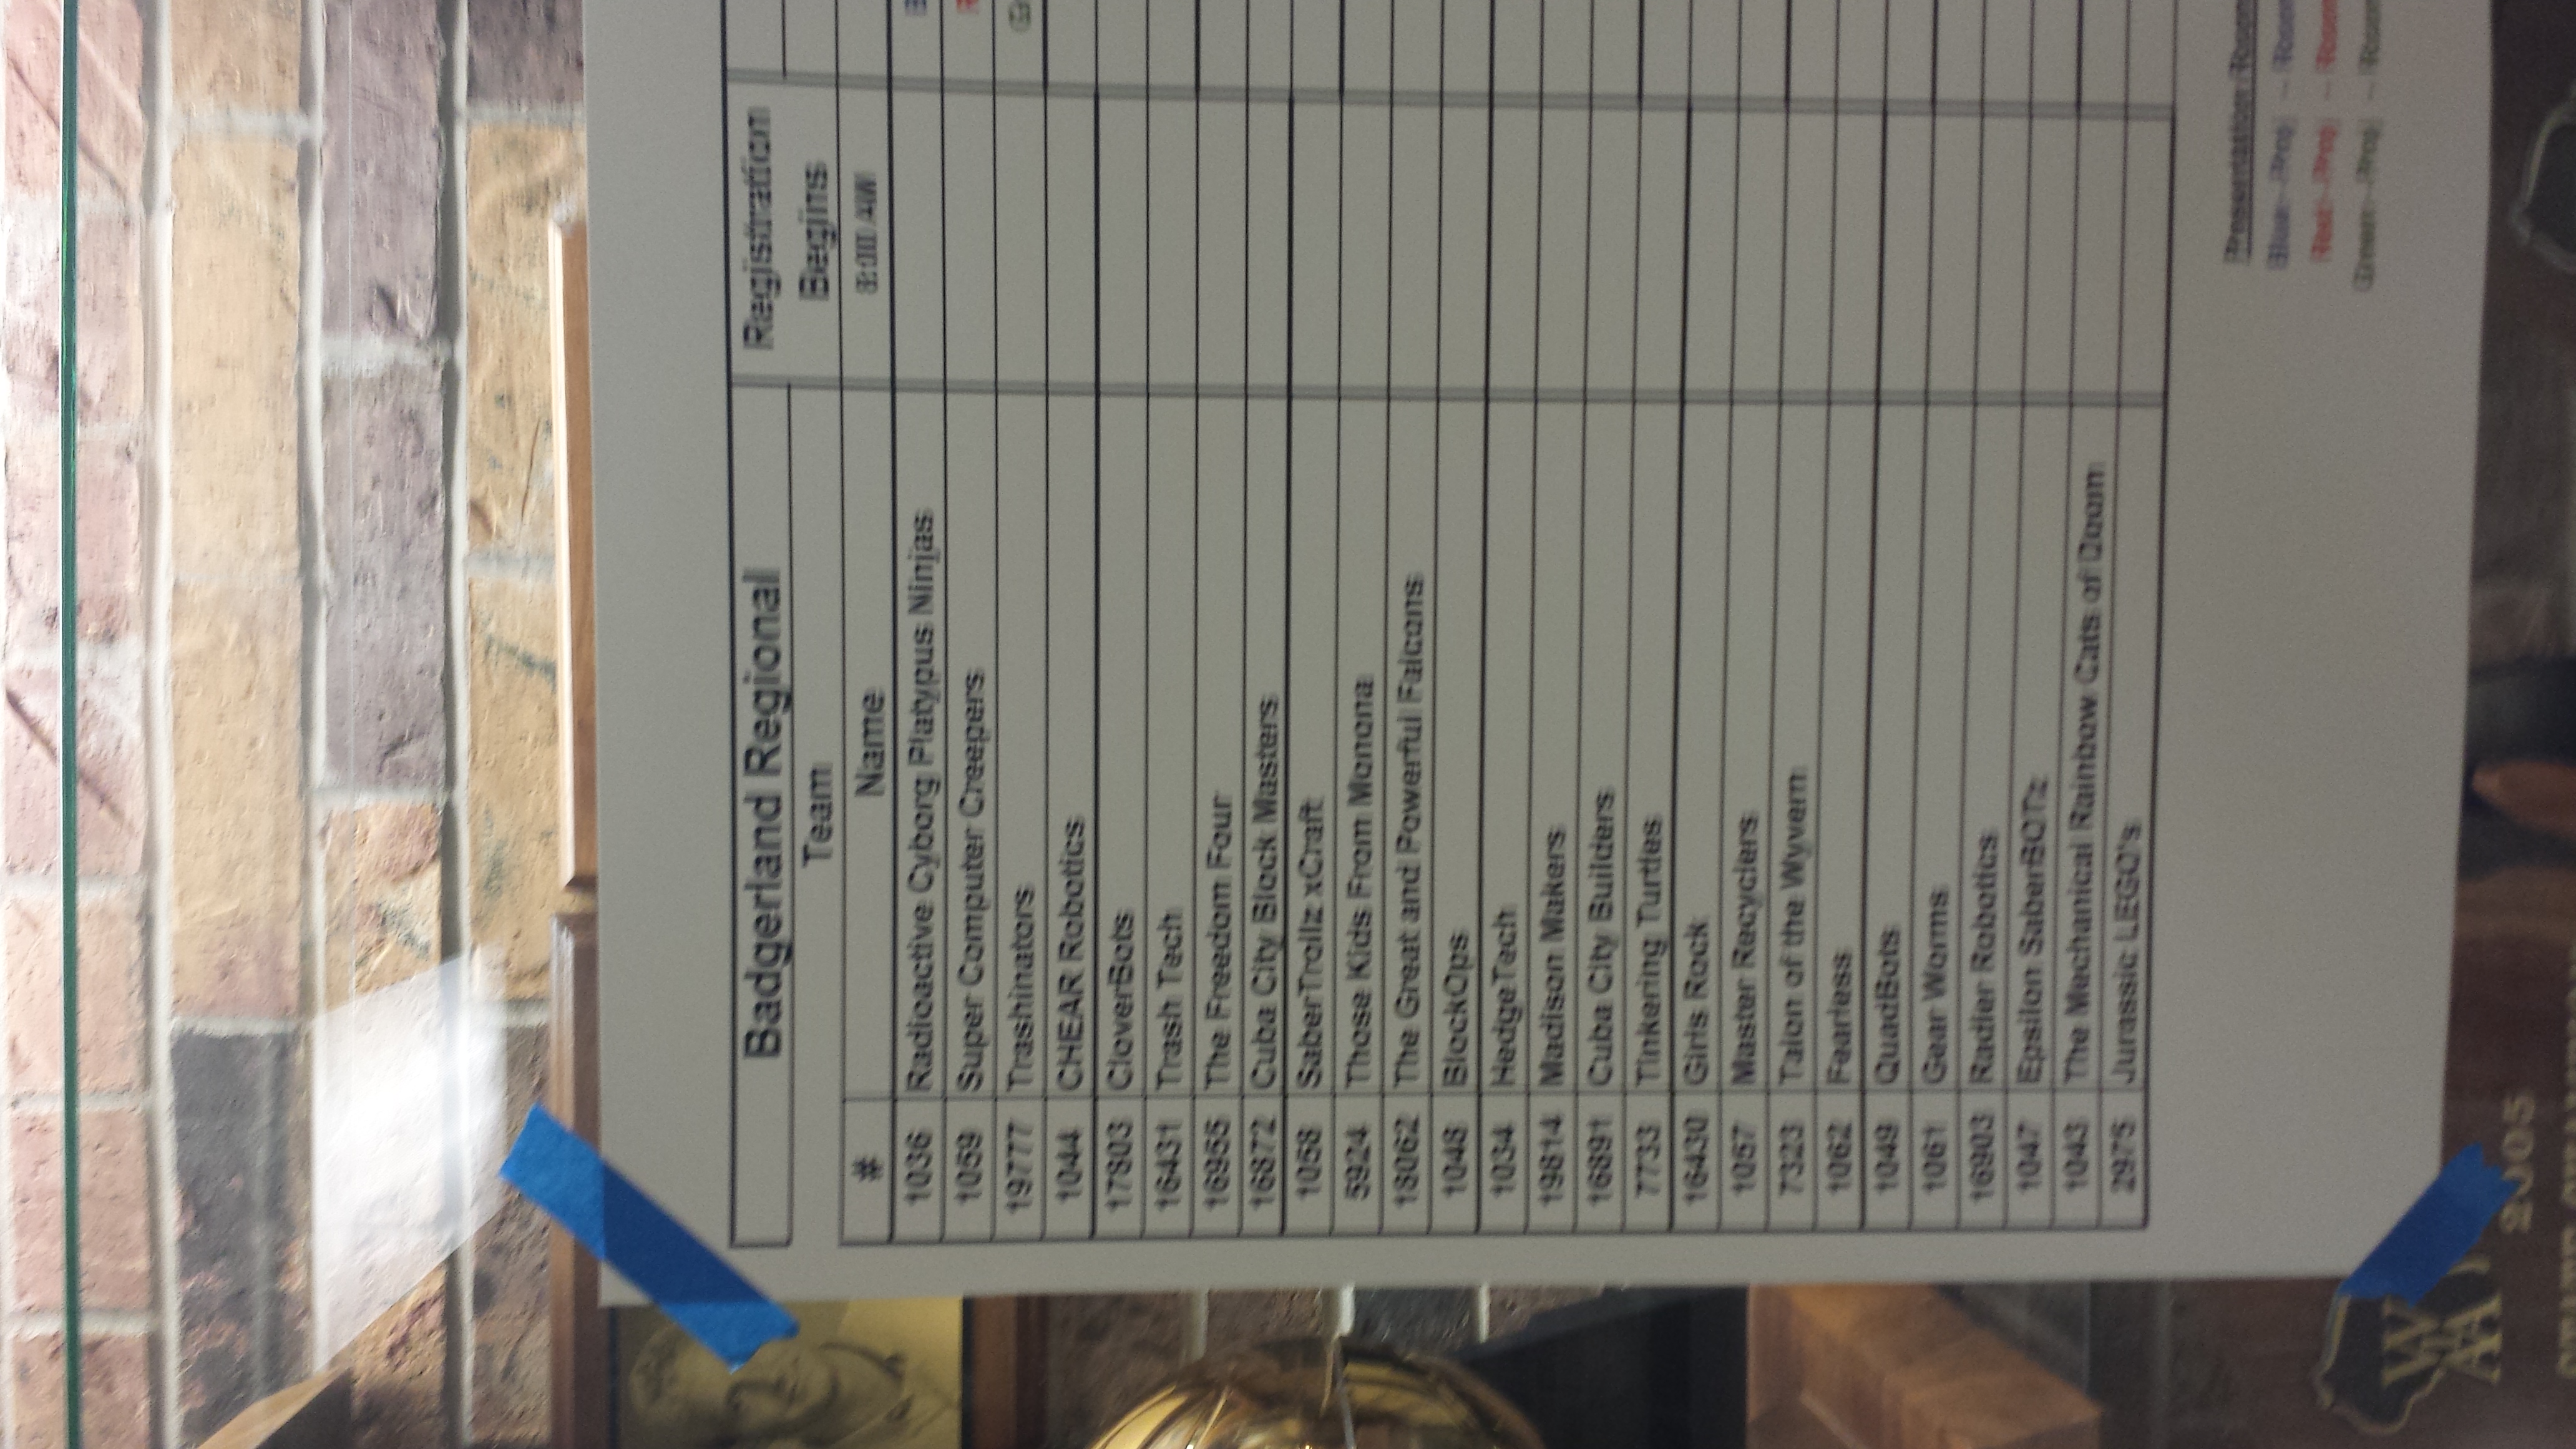 Badgerland Regional Registration
Team Begins
# Name 8:00 AM
1036 Radioactive Cyborg Platypus Ninjas
1059 Super Computer Creepers
19777 Trashinators
1044 CHEAR Robotics
17803 CloverBots
16431 Trash Tech
16955 The Freedom Four
16872 Cuba City Block Masters
1058 SaberTrollz xCraft
5924 Those Kids From Monona
18062 The Great and Powerful Falcons
1048 BlockOps
1034 HedgeTech
19814 Madison Makers
16891 Cuba City Builders
7733 Tinkering Turtles
16430 Girls Rock
1057 Master Recyclers
7323 Talon of the Wyvern
1062 Fearless
1049 QuadBots
1061 Gear Worms
16903 Radier Robotics
1047 Epsilon SaberBOTz
1043 The Mechanical Rainbow Cats of Doom
2975 Jurassic LEGO's
Presentation Room
Blue - Proj - Room
Red - Proj - Room
Green - Proj - Room
WIAA
2005